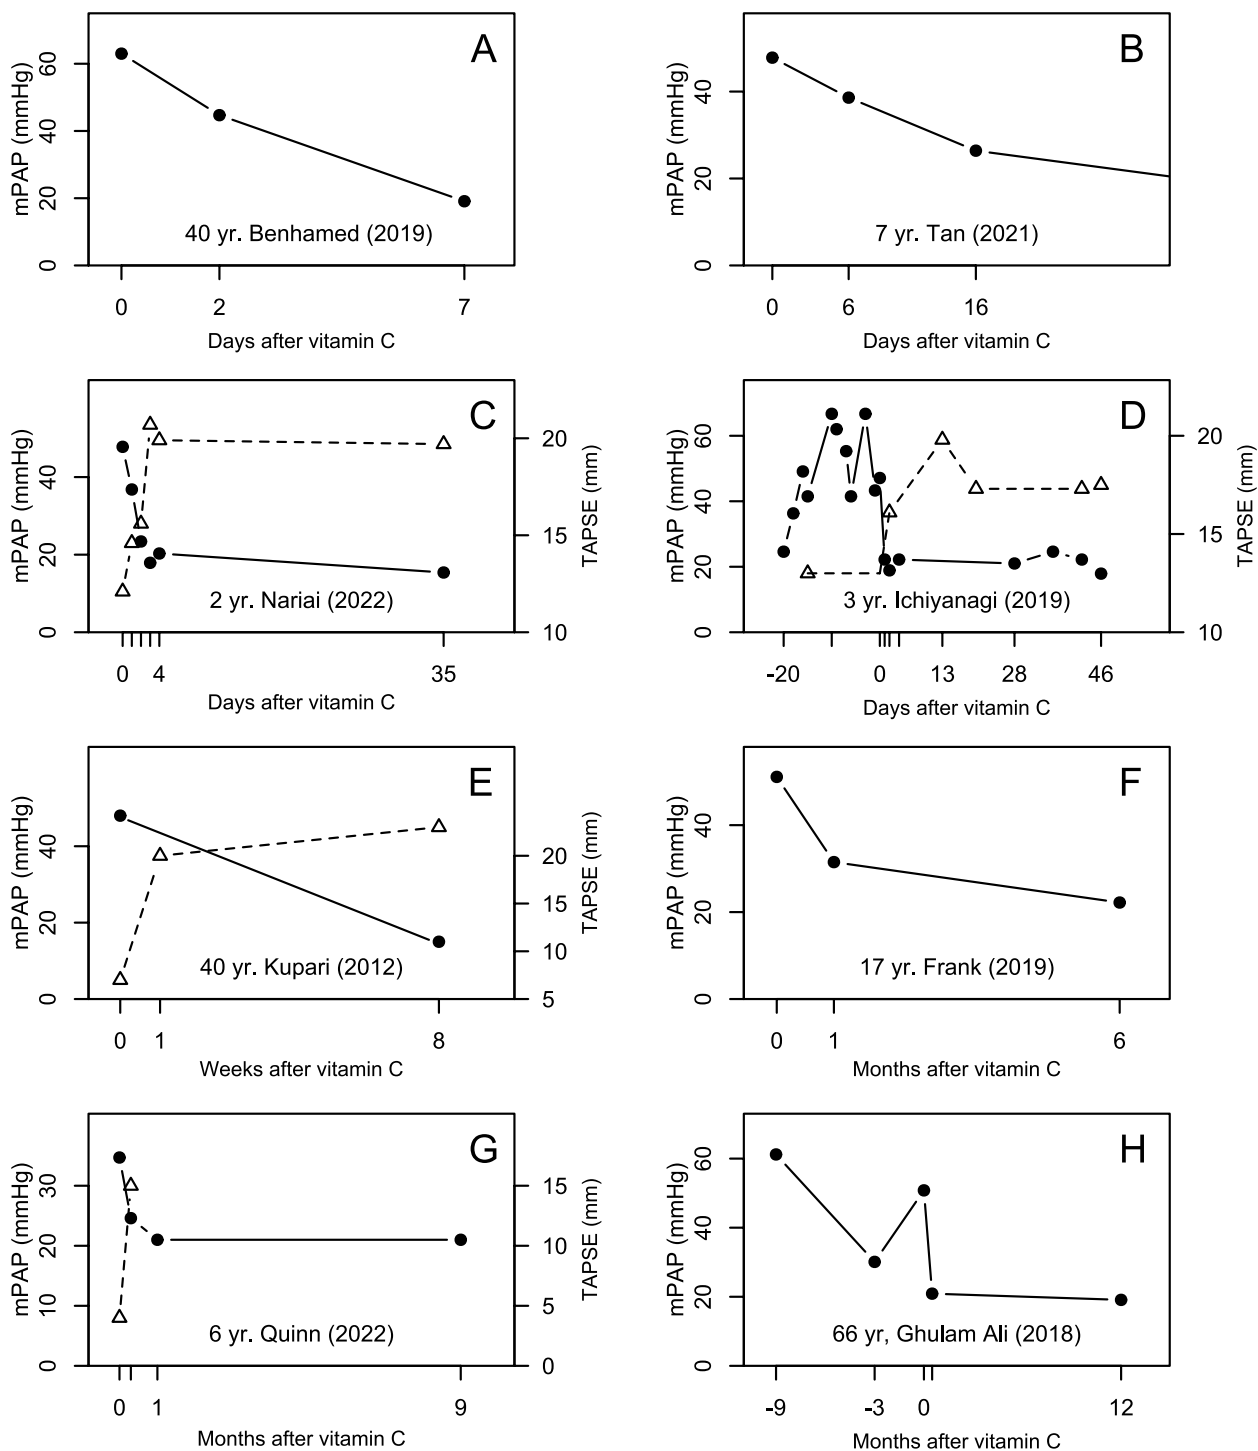 A
mPAP (mmHg)
60
40
20
0
40 yr. Benhamed (2019)
0 2 7
Days after vitamin C
B
mPAP (mmHg)
40
20
0
7 yr. Tan (2021)
0 6 16
Days after vitamin C
C
mPAP (mmHg)
40
20
0
TAPSE (mm)
20
15
10
2 yr. Nariai (2022)
0 4 35
Days after vitamin C
D
mPAP (mmHg)
60
40
20
0
TAPSE (mm)
20
15
10
3 yr. Ichiyanagi (2019)
-20 0 13 28 46
Days after vitamin C
E
mPAP (mmHg)
40
20
0
TAPSE (mm)
20
15
10
5
40 yr. Kupari (2012)
0 1 8
Weeks after vitamin C
F
mPAP (mmHg)
40
20
0
17 yr. Frank (2019)
0 1 6
Months after vitamin C
G
mPAP (mmHg)
30
20
10
0
TAPSE (mm)
15
10
5
0
6 yr. Quinn (2022)
0 1 9
Months after vitamin C
H
mPAP (mmHg)
60
40
20
0
66 yr, Ghulam Ali (2018)
-9 -3 0 12
Months after vitamin C